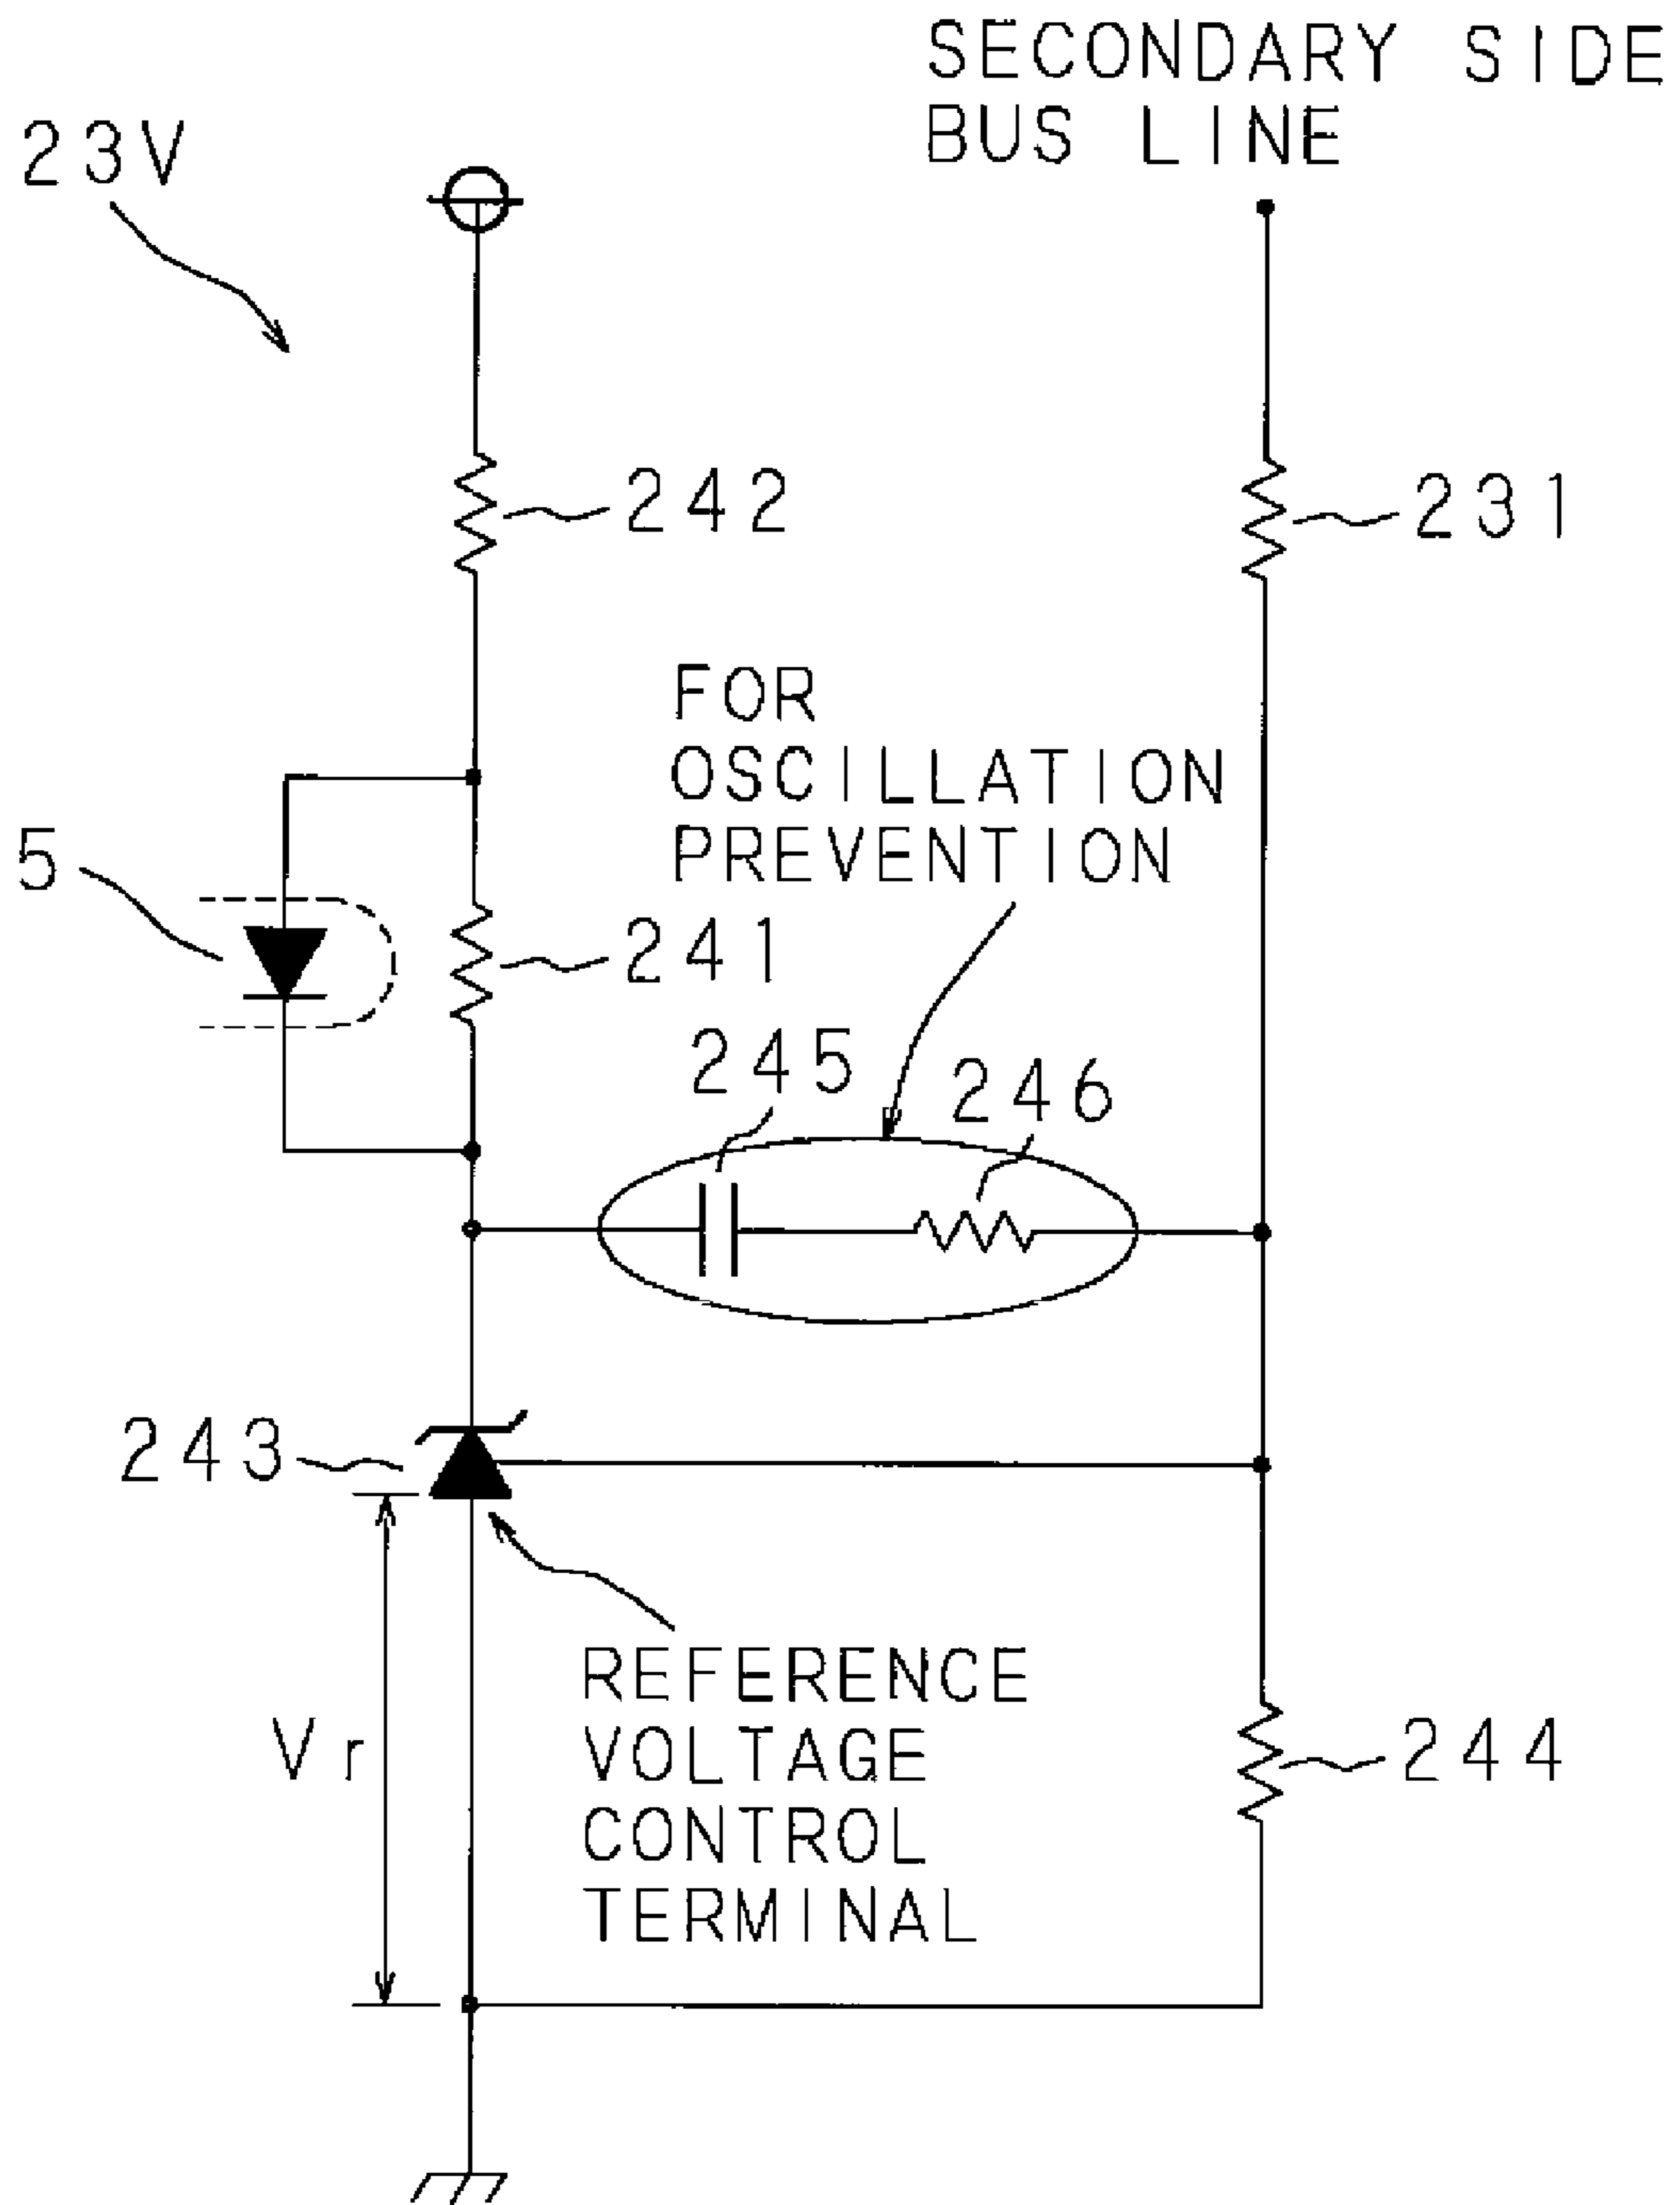 SECONDARY SIDE
BUS LINE
23V
242
231
FOR
OSCILLATION
PREVENTION
5
241
245
246
243
REFERENCE
VOLTAGE
CONTROL
TERMINAL
Vr
244